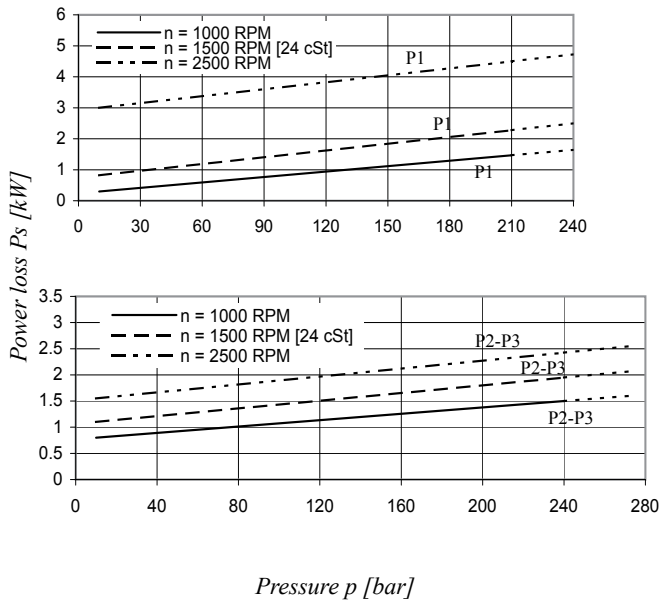 6
n = 1000 RPM
n = 1500 RPM [24 cSt]
5
n = 2500 RPM
P1
4
3
P1
2
1
P1
0
0 30 60 90 120 150 180 210 240
Power loss Ps [kW]
3.5
n = 1000 RPM
3
n = 1500 RPM [24 cSt]
P2-P3
2.5
n = 2500 RPM
P2-P3
2
1.5
P2-P3
1
0.5
0
0 40 80 120 160 200 240 280
Pressure p [bar]